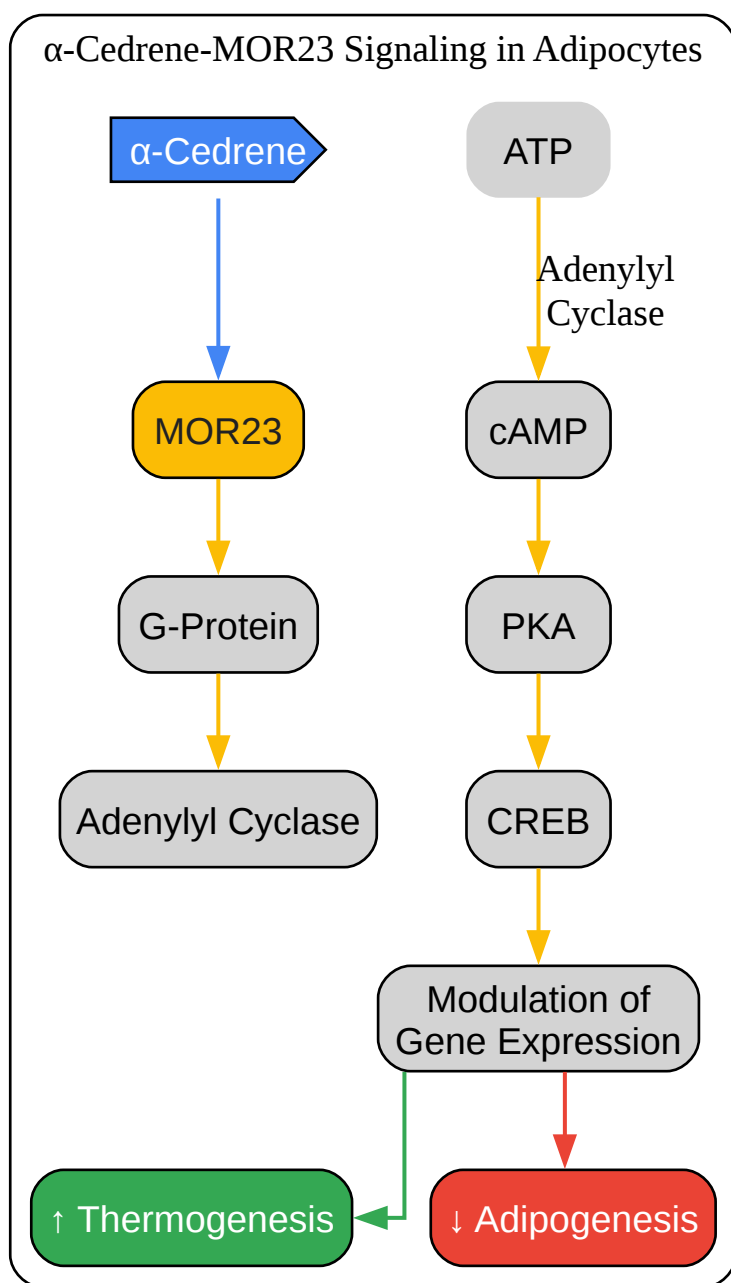 α-Cedrene-MOR23 Signaling in Adipocytes
α-Cedrene
ATP
Adenylyl
Cyclase
MOR23
cAMP
G-Protein
PKA
Adenylyl Cyclase
CREB
Modulation of
Gene Expression
↑ Thermogenesis
↓ Adipogenesis